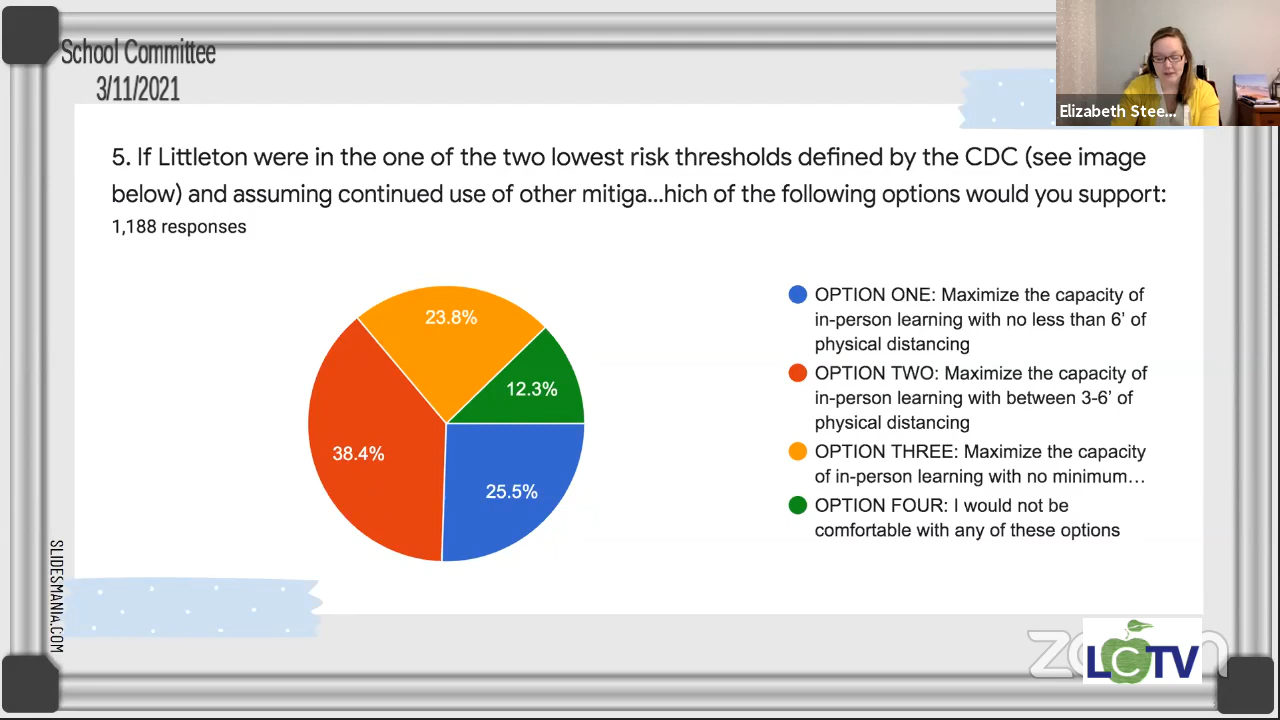 School Committee
3/11/2021
Elizabeth Stee...
5. If Littleton were in the one of the two lowest risk thresholds defined by the CDC (see image
below) and assuming continued use of other mitiga...hich of the following options would you support:
1,188 responses
23.8%
12.3%
38.4%
25.5%
OPTION ONE: Maximize the capacity of
in-person learning with no less than 6' of
physical distancing
OPTION TWO: Maximize the capacity of
in-person learning with between 3-6' of
physical distancing
OPTION THREE: Maximize the capacity
of in-person learning with no minimum...
OPTION FOUR: I would not be
comfortable with any of these options
SLIDESMANIA.COM
zoom
LCTV